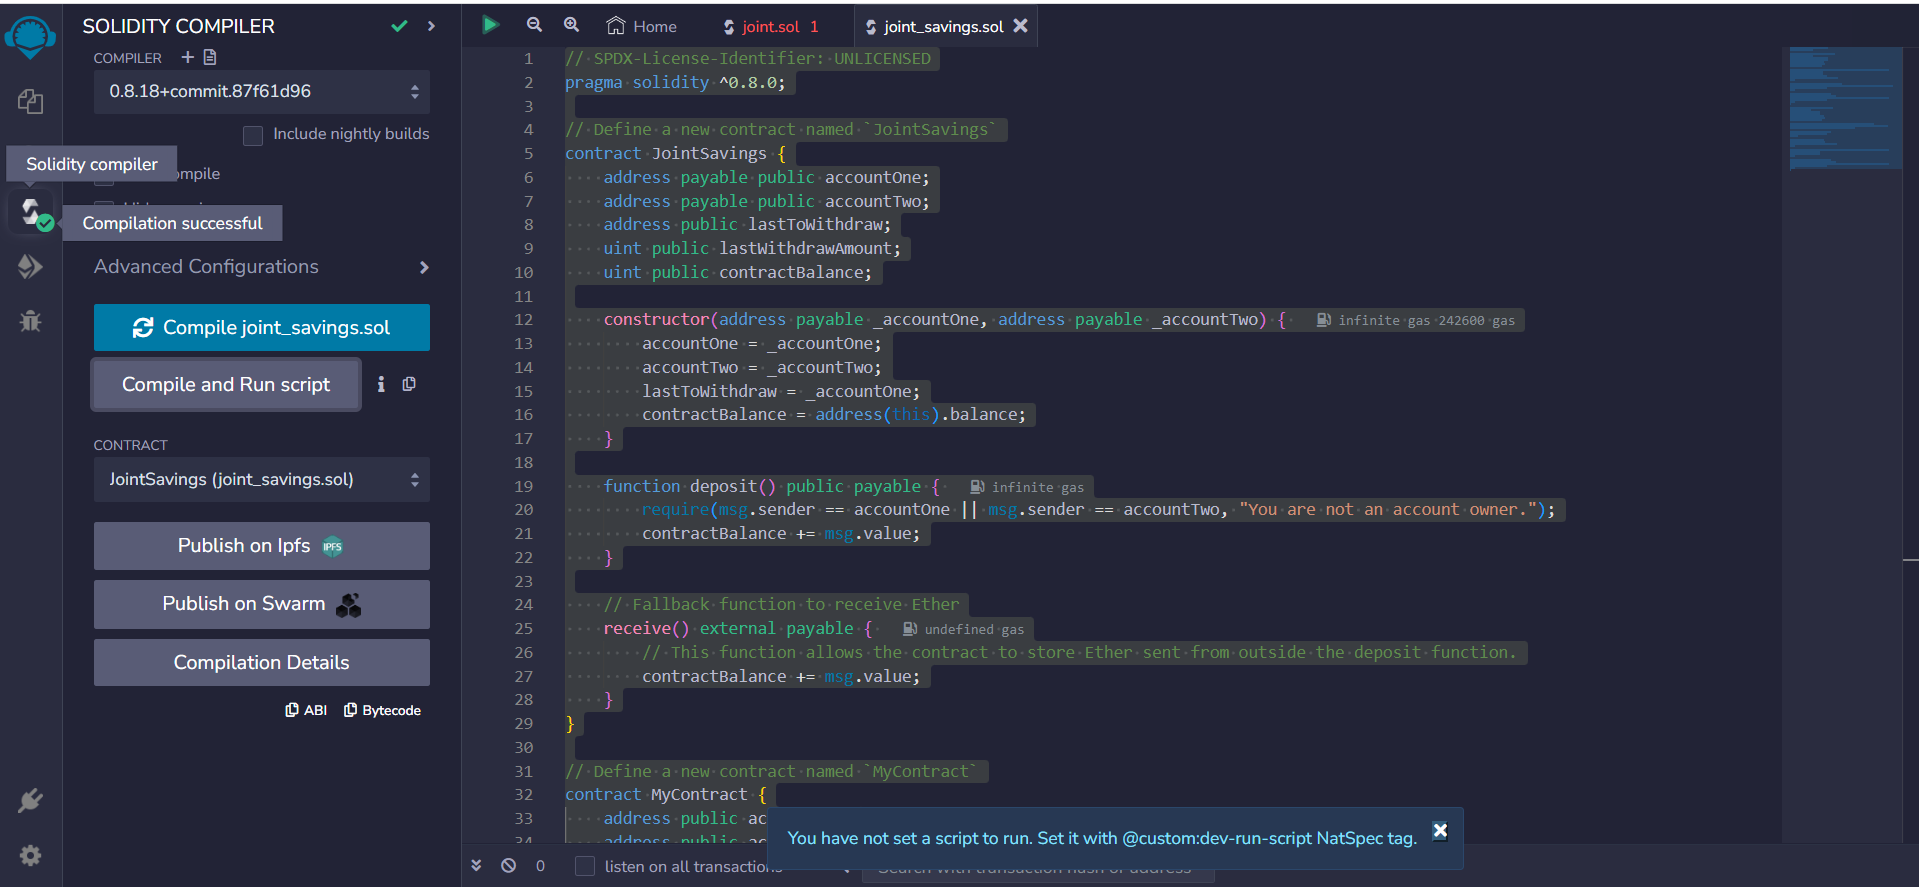 SOLIDITY COMPILER
COMPILER
0.8.18+commit.87f61d96
Include nightly builds
Solidity compiler
ompile
Compilation successful
Advanced Configurations
Compile joint_savings.sol
Compile and Run script
CONTRACT
JointSavings (joint_savings.sol)
Publish on Ipfs IPFS
Publish on Swarm
Compilation Details
ABI Bytecode
Home joint.sol 1 joint_savings.sol
1 // SPDX-License-Identifier: UNLICENSED
2 pragma solidity ^0.8.0;
3
4 // Define a new contract named `JointSavings`
5 contract JointSavings {
6 address payable public accountOne;
7 address payable public accountTwo;
8 address public lastToWithdraw;
9 uint public lastWithdrawAmount;
10 uint public contractBalance;
11
12 constructor(address payable _accountOne, address payable _accountTwo) { infinite gas 242600 gas
13 accountOne = _accountOne;
14 accountTwo = _accountTwo;
15 lastToWithdraw = _accountOne;
16 contractBalance = address(this).balance;
17 }
18
19 function deposit() public payable { infinite gas
20 require(msg.sender == accountOne || msg.sender == accountTwo, "You are not an account owner.");
21 contractBalance += msg.value;
22 }
23
24 // Fallback function to receive Ether
25 receive() external payable { undefined gas
26 // This function allows the contract to store Ether sent from outside the deposit function.
27 contractBalance += msg.value;
28 }
29 }
30
31 // Define a new contract named `MyContract`
32 contract MyContract {
33 address public ac
34 address public ac
You have not set a script to run. Set it with @custom:dev-run-script NatSpec tag.
0 listen on all transactions
Search with transaction hash or address